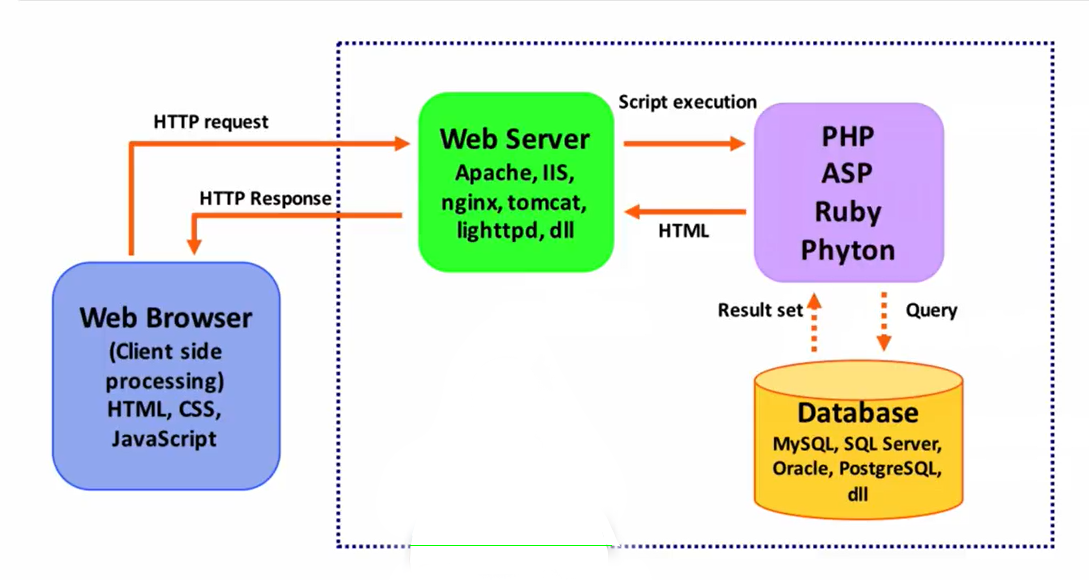 HTTP request
HTTP Response
Web Browser
(Client side
processing)
HTML, CSS,
JavaScript
Web Server
Apache, IIS,
nginx, tomcat,
lighttpd, dll
Script execution
HTML
PHP
ASP
Ruby
Phyton
Result set
Query
Database
MySQL, SQL Server,
Oracle, PostgreSQL,
dll